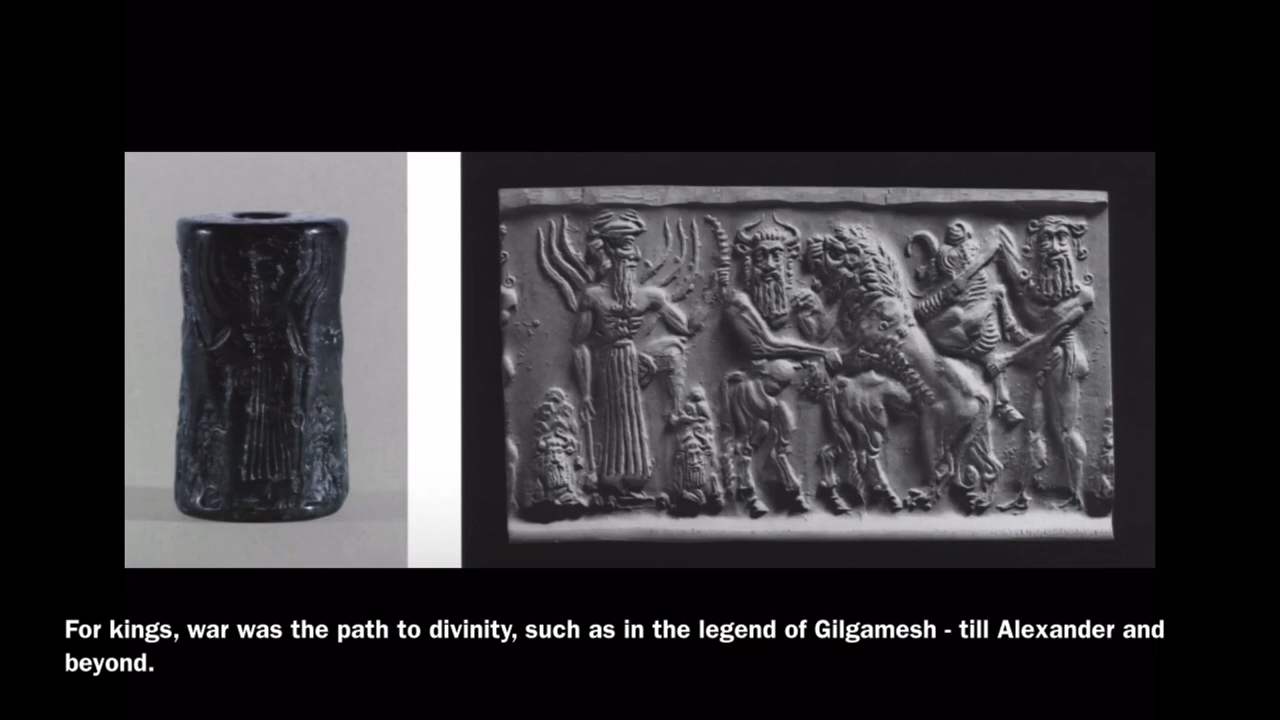 For kings, war was the path to divinity, such as in the legend of Gilgamesh - till Alexander and
beyond.